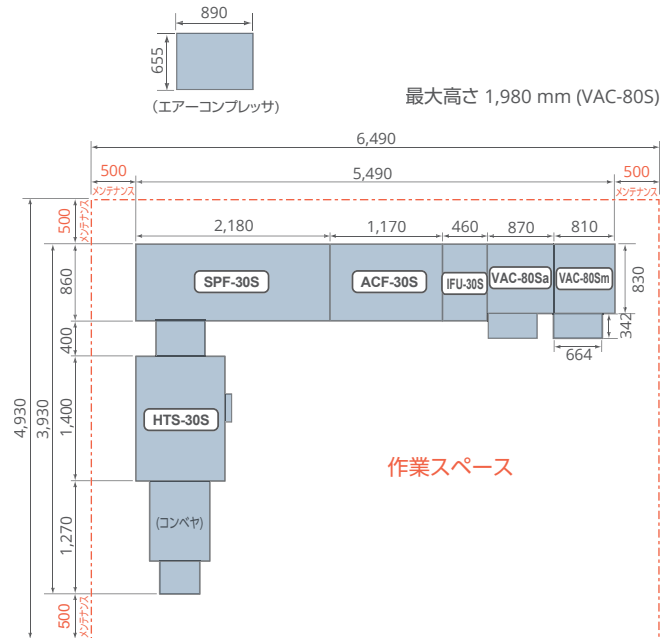 890
655
(エアーコンプレッサ)
最大高さ 1,980 mm (VAC-80S)
6,490
500
5,490
500
メンテナンス
メンテナンス
500
メンテナンス
2,180
1,170
460
870
810
SPF-30S
ACF-30S
IFU-30S
VAC-80Sa
VAC-80Sm
860
830
342
664
400
4,930
3,930
1,400
HTS-30S
作業スペース
1,270
(コンベヤ)
500
メンテナンス